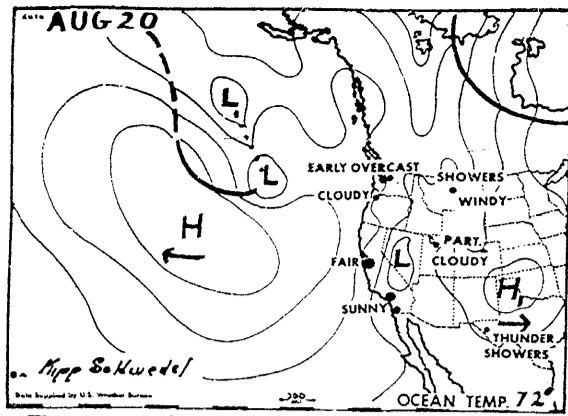 date AUG 20
L
L
H
EARLY OVERCAST
CLOUDY
SHOWERS
WINDY
PART.
CLOUDY
FAIR
L
H
SUNNY
THUNDER
SHOWERS
Kipp
Data Supplied by U.S. Weather Bureau
OCEAN TEMP. 72°